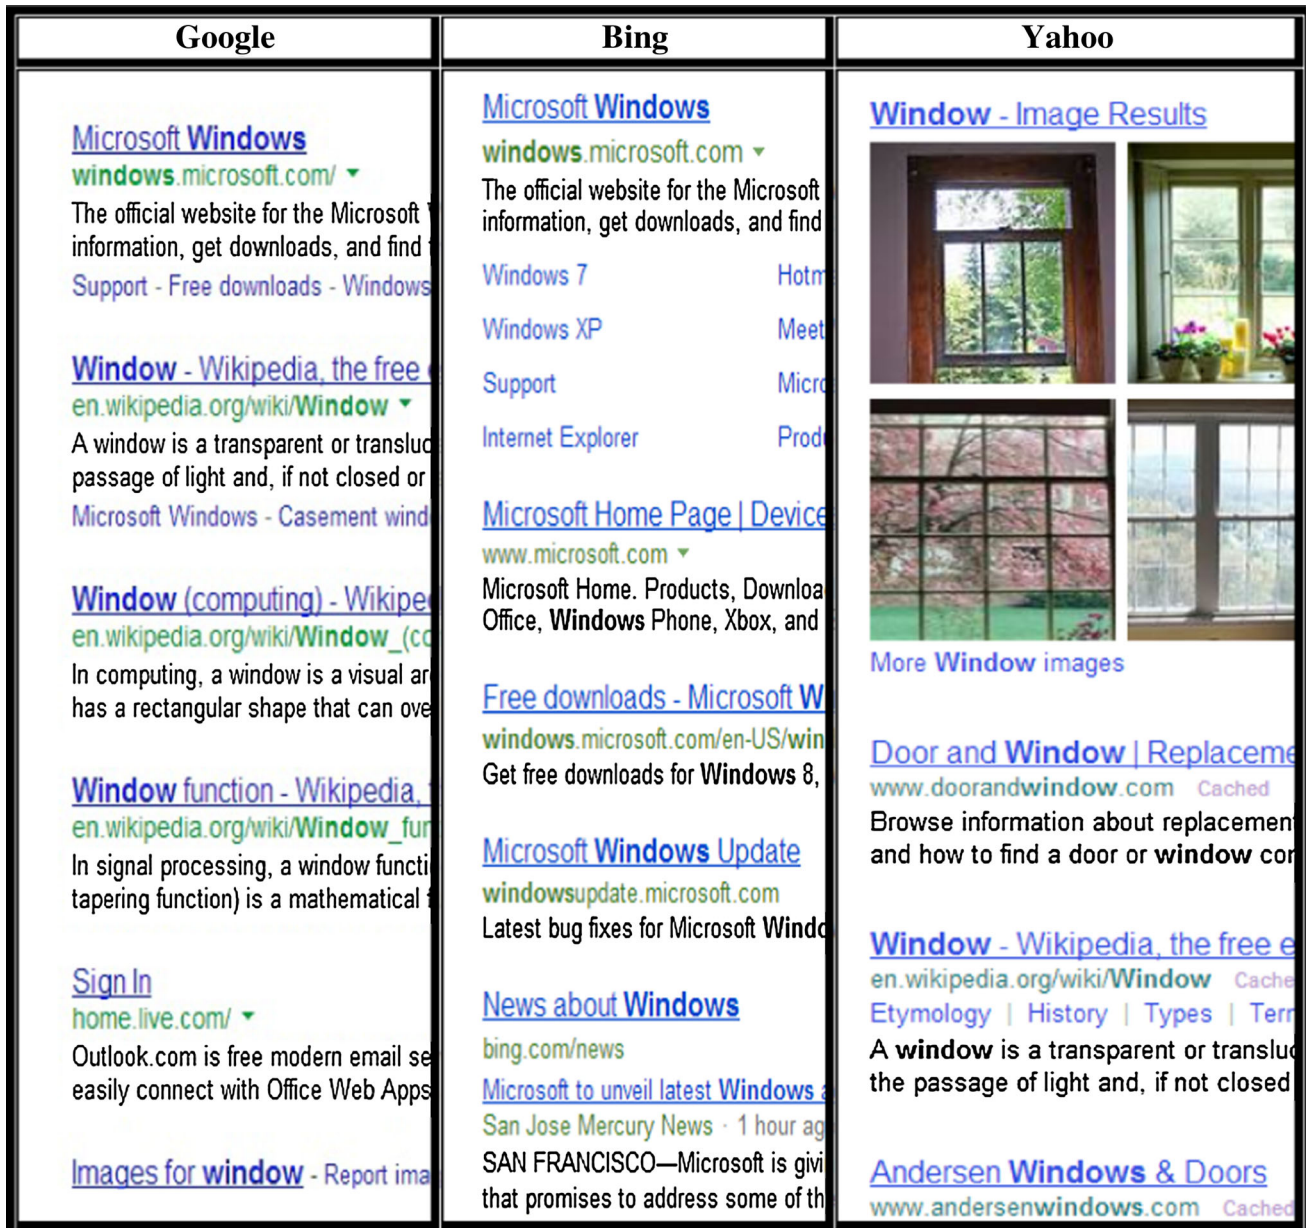 Google
Microsoft Windows
windows.microsoft.com/
The official website for the Microsoft
information, get downloads, and find
Support - Free downloads - Windows
Window - Wikipedia, the free
en.wikipedia.org/wiki/Window
A window is a transparent or transluc
passage of light and, if not closed or
Microsoft Windows - Casement wind
Window (computing) - Wikipe
en.wikipedia.org/wiki/Window_(co
In computing, a window is a visual ar
has a rectangular shape that can ove
Window function - Wikipedia,
en.wikipedia.org/wiki/Window_fun
In signal processing, a window functi
tapering function) is a mathematical
Sign In
home.live.com/
Outlook.com is free modern email se
easily connect with Office Web Apps
Images for window - Report ima
Bing
Microsoft Windows
windows.microsoft.com
The official website for the Microsoft
information, get downloads, and find
Windows 7 Hotm
Windows XP Meet
Support Micro
Internet Explorer Produ
Microsoft Home Page | Device
www.microsoft.com
Microsoft Home. Products, Downloa
Office, Windows Phone, Xbox, and
Free downloads - Microsoft W
windows.microsoft.com/en-US/win
Get free downloads for Windows 8,
Microsoft Windows Update
windowsupdate.microsoft.com
Latest bug fixes for Microsoft Windo
News about Windows
bing.com/news
Microsoft to unveil latest Windows a
San Jose Mercury News · 1 hour ag
SAN FRANCISCO—Microsoft is givi
that promises to address some of th
Yahoo
Window - Image Results
More Window images
Door and Window | Replaceme
www.doorandwindow.com Cached
Browse information about replacement
and how to find a door or window con
Window - Wikipedia, the free e
en.wikipedia.org/wiki/Window Cache
Etymology | History | Types | Term
A window is a transparent or transluc
the passage of light and, if not closed
Andersen Windows & Doors
www.andersenwindows.com Cached